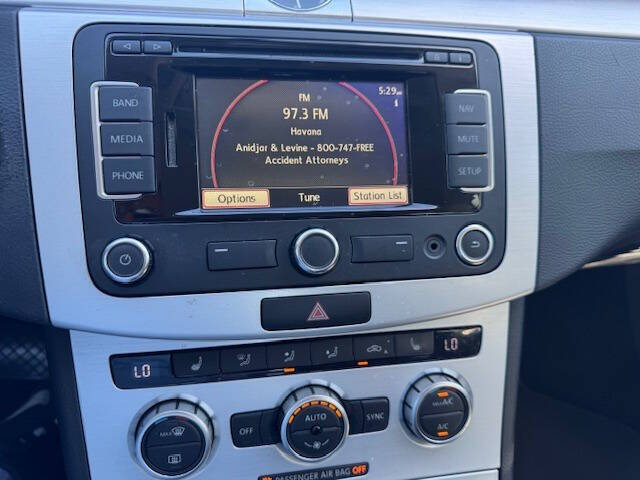 FM
5:29
97.3 FM
Havana
Anidjar & Levine - 800-747-FREE
Accident Attorneys
Options Tune Station List
BAND
MEDIA
PHONE
NAV
MUTE
SETUP
LO
LO
MAX
OFF
AUTO
SYNC
MAX A/C
A/C
PASSENGER AIR BAG OFF